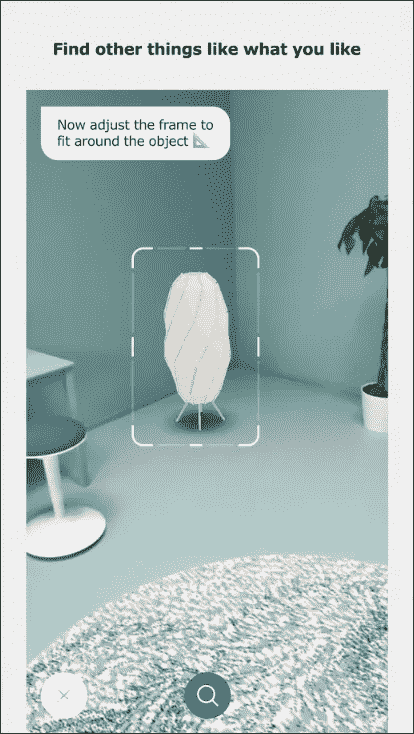 Find other things like what you like
Now adjust the frame to
fit around the object 📐